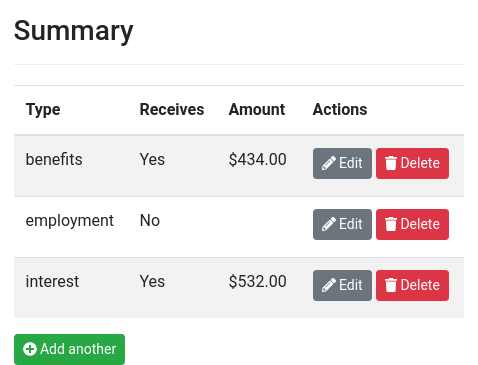 Summary
Type Receives Amount Actions
benefits Yes $434.00 Edit Delete
employment No Edit Delete
interest Yes $532.00 Edit Delete
Add another